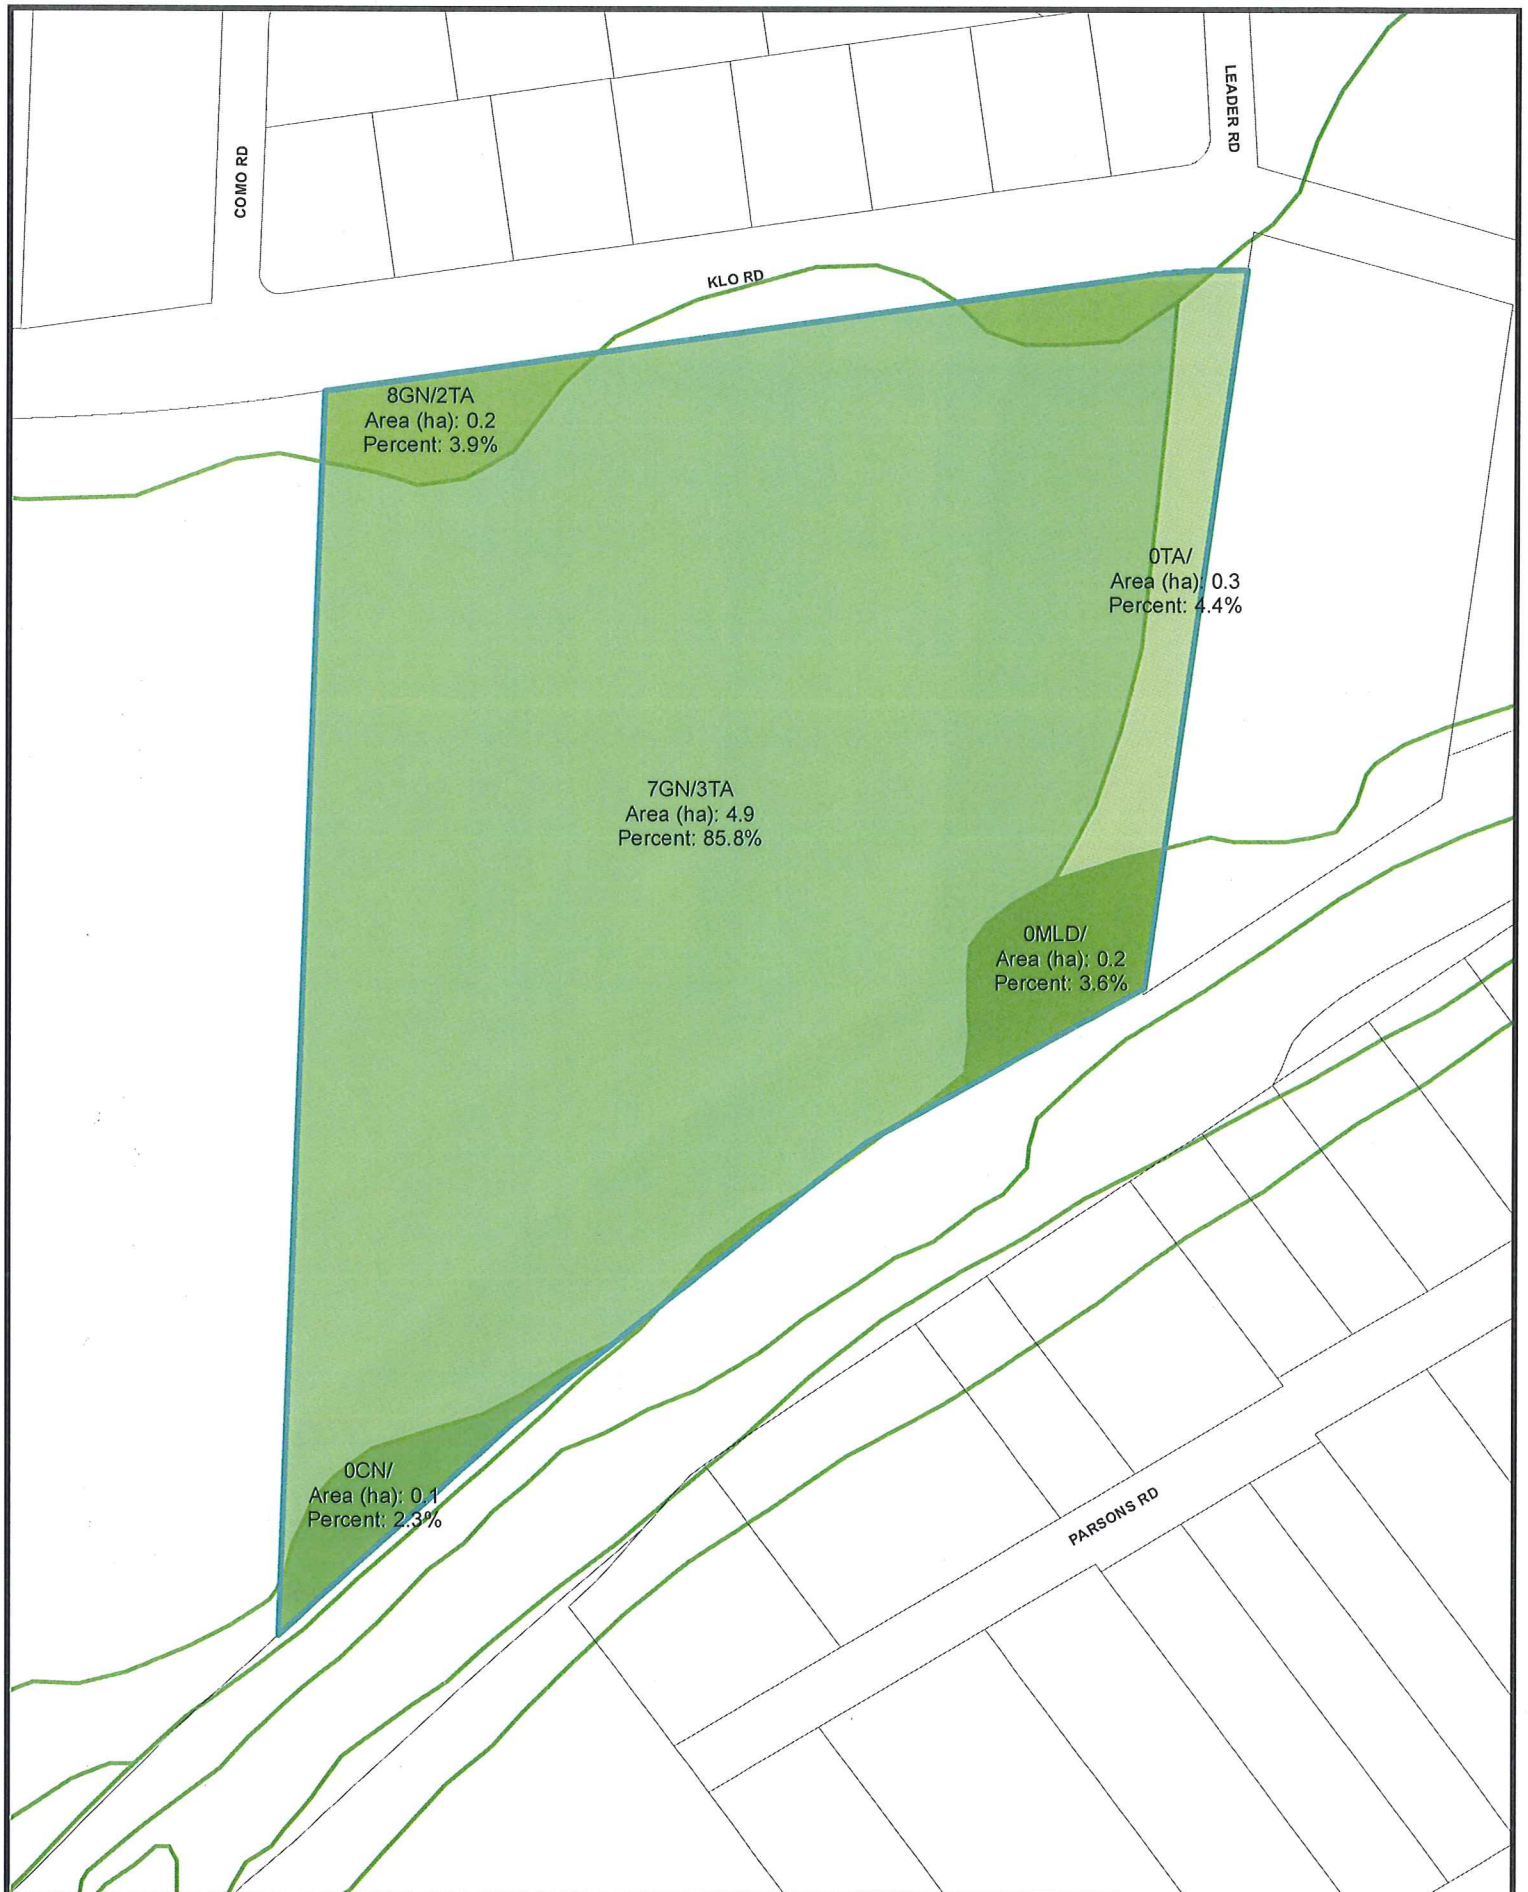 LEADER RD
COMO RD
KLO RD
8GN/2TA
Area (ha): 0.2
Percent: 3.9%
0TA/
Area (ha): 0.3
Percent: 4.4%
7GN/3TA
Area (ha): 4.9
Percent: 85.8%
0MLD/
Area (ha): 0.2
Percent: 3.6%
0CN/
Area (ha): 0.1
Percent: 2.3%
PARSONS RD